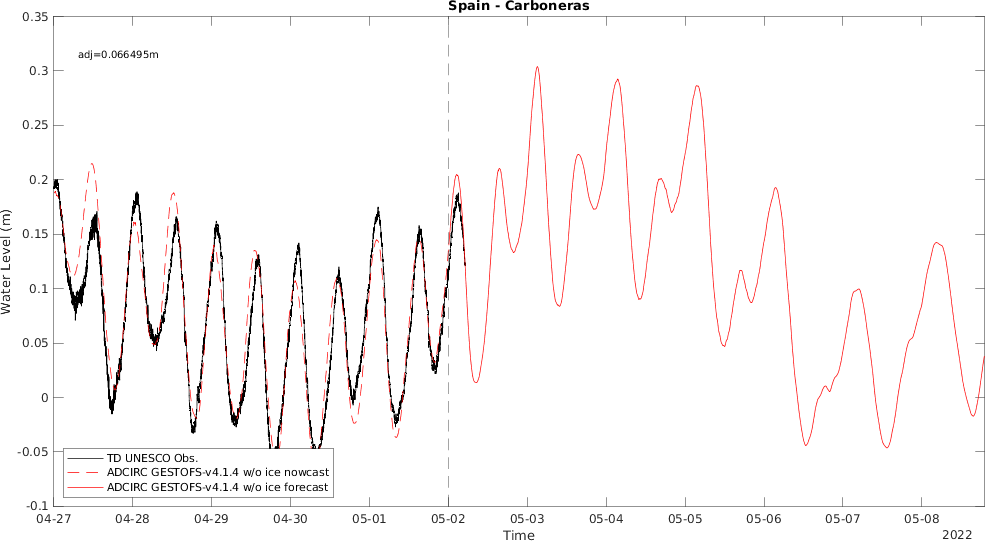 Spain - Carboneras
0.35
adj=0.066495m
0.3
0.25
0.2
0.15
0.1
0.05
0
-0.05
-0.1
Water Level (m)
TD UNESCO Obs.
ADCIRC GESTOFS-v4.1.4 w/o ice nowcast
ADCIRC GESTOFS-v4.1.4 w/o ice forecast
04-27 04-28 04-29 04-30 05-01 05-02 05-03 05-04 05-05 05-06 05-07 05-08
Time
2022